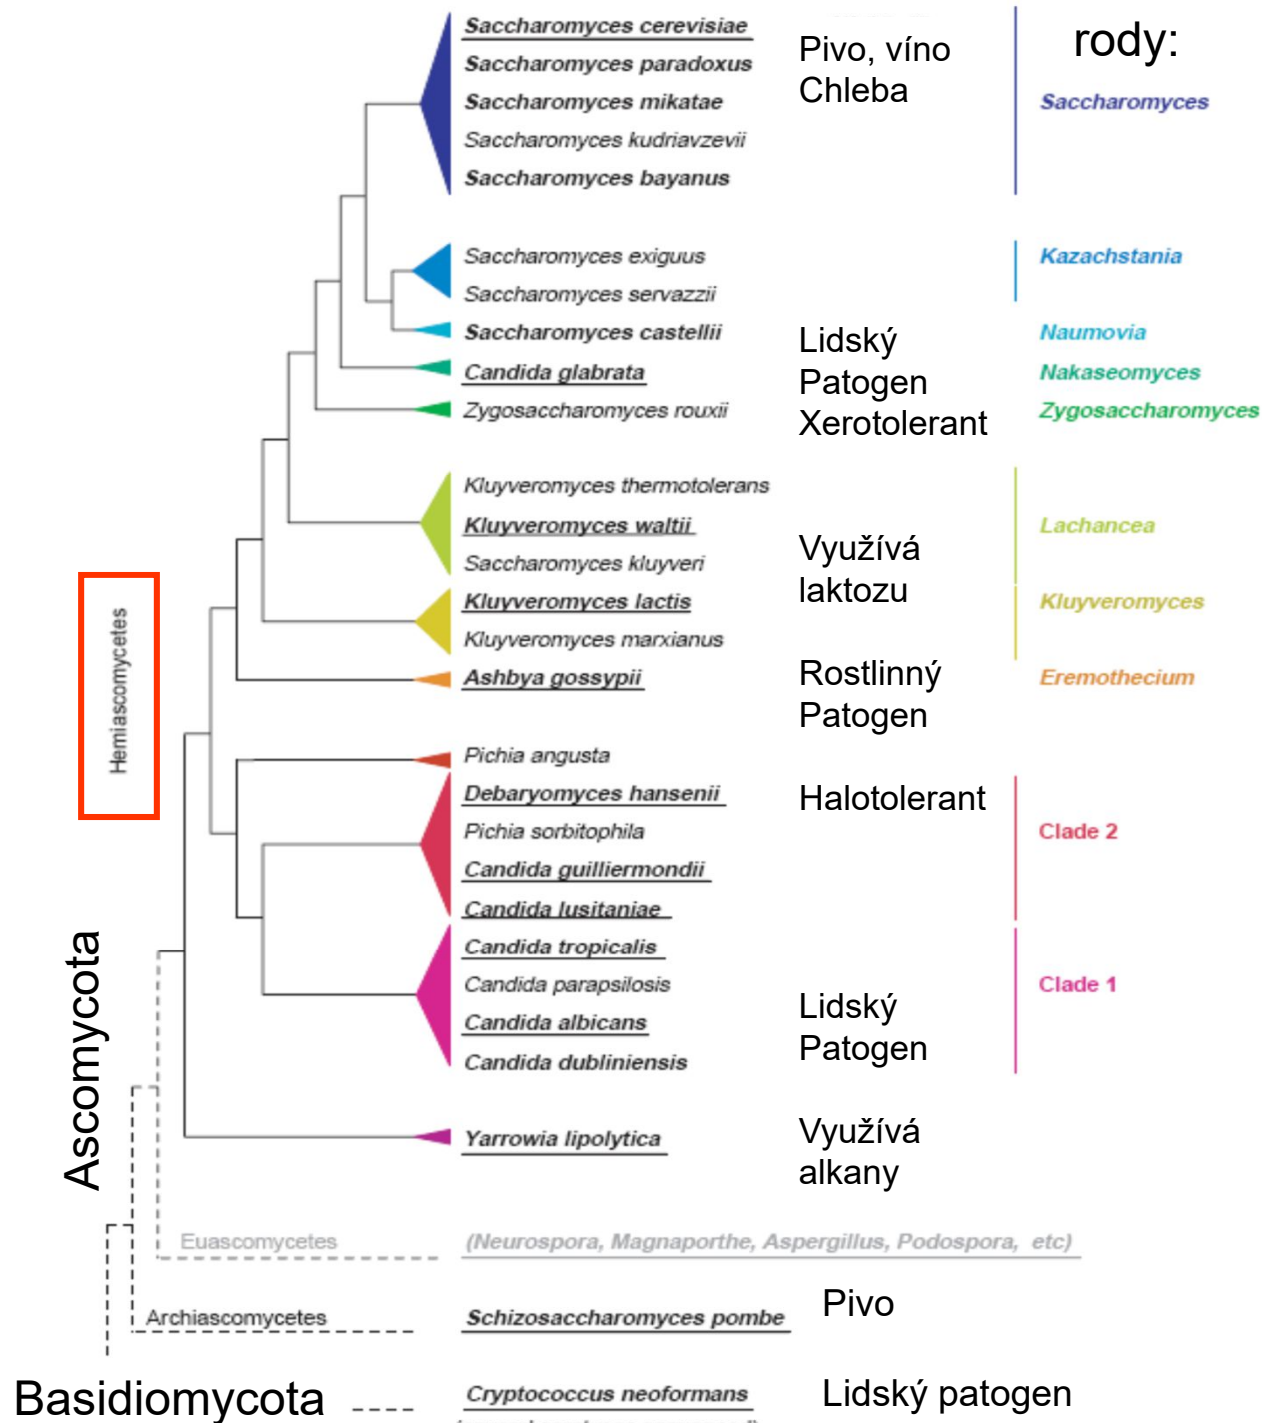 Saccharomyces cerevisiae
Saccharomyces paradoxus
Saccharomyces mikatae
Saccharomyces kudriavzevii
Saccharomyces bayanus
Pivo, víno
Chleba
rody:
Saccharomyces
Saccharomyces exiguus
Saccharomyces servazzii
Kazachstania
Saccharomyces castellii
Naumovia
Candida glabrata
Lidský
Patogen
Nakaseomyces
Zygosaccharomyces rouxii
Xerotolerant
Zygosaccharomyces
Kluyveromyces thermotolerans
Kluyveromyces waltii
Saccharomyces kluyveri
Lachancea
Využívá
laktozu
Kluyveromyces lactis
Kluyveromyces marxianus
Kluyveromyces
Ashbya gossypii
Rostlinný
Patogen
Eremothecium
Hemiascomycetes
Pichia angusta
Debaryomyces hansenii
Halotolerant
Pichia sorbitophila
Candida guilliermondii
Candida lusitaniae
Clade 2
Candida tropicalis
Candida parapsilosis
Candida albicans
Candida dubliniensis
Lidský
Patogen
Clade 1
Ascomycota
Yarrowia lipolytica
Využívá
alkany
Euascomycetes
(Neurospora, Magnaporthe, Aspergillus, Podospora, etc)
Archiascomycetes
Schizosaccharomyces pombe
Pivo
Basidiomycota
Cryptococcus neoformans
Lidský patogen